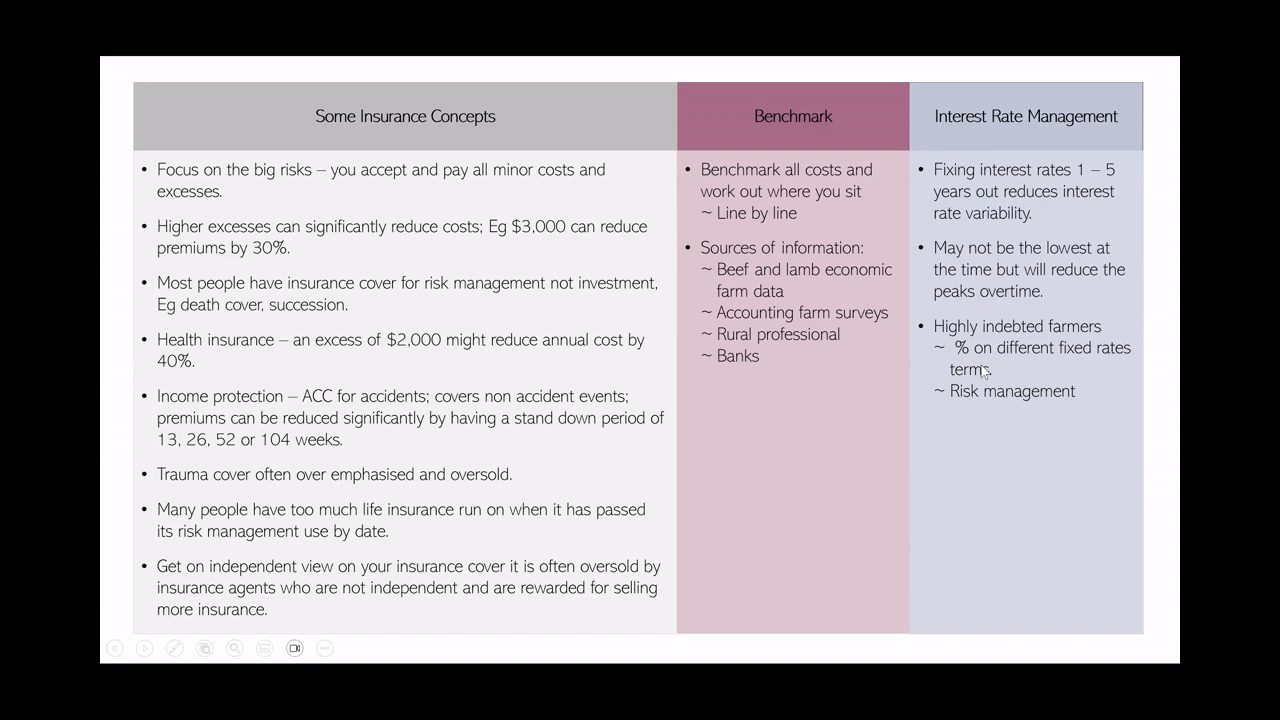 Some Insurance Concepts
• Focus on the big risks – you accept and pay all minor costs and
excesses.
• Higher excesses can significantly reduce costs; Eg $3,000 can reduce
premiums by 30%.
• Most people have insurance cover for risk management not investment,
Eg death cover, succession.
• Health insurance – an excess of $2,000 might reduce annual cost by
40%.
• Income protection – ACC for accidents; covers non accident events;
premiums can be reduced significantly by having a stand down period of
13, 26, 52 or 104 weeks.
• Trauma cover often over emphasised and oversold.
• Many people have too much life insurance run on when it has passed
its risk management use by date.
• Get on independent view on your insurance cover it is often oversold by
insurance agents who are not independent and are rewarded for selling
more insurance.
Benchmark
• Benchmark all costs and
work out where you sit
~ Line by line
• Sources of information:
~ Beef and lamb economic
farm data
~ Accounting farm surveys
~ Rural professional
~ Banks
Interest Rate Management
• Fixing interest rates 1 – 5
years out reduces interest
rate variability.
• May not be the lowest at
the time but will reduce the
peaks overtime.
• Highly indebted farmers
~ % on different fixed rates
terms.
~ Risk management